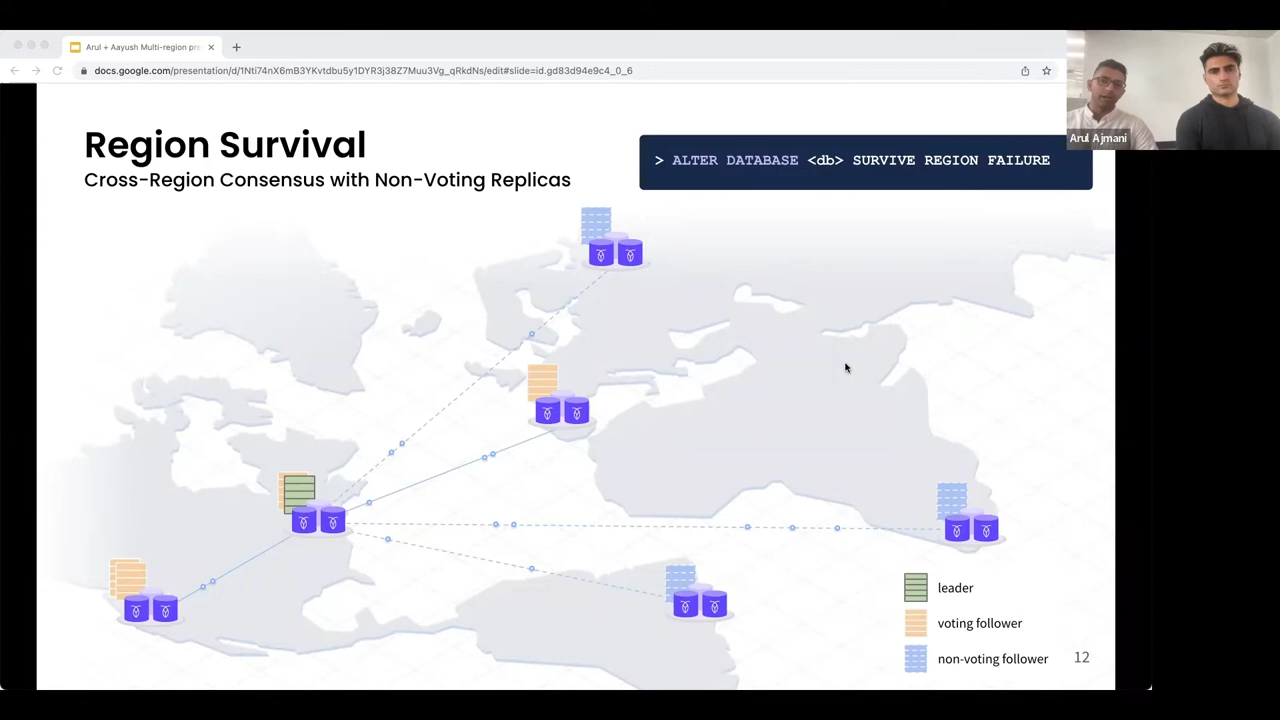 Arul + Aayush Multi-region pre
docs.google.com/presentation/d/1Nti74nX6mB3YKvtdbu5y1DYR3j38Z7Muu3Vg_qRkdNs/edit#slide=id.gd83d94e9c4_0_6
Arul Ajmani
Region Survival
Cross-Region Consensus with Non-Voting Replicas
> ALTER DATABASE <db> SURVIVE REGION FAILURE
leader
voting follower
non-voting follower
12